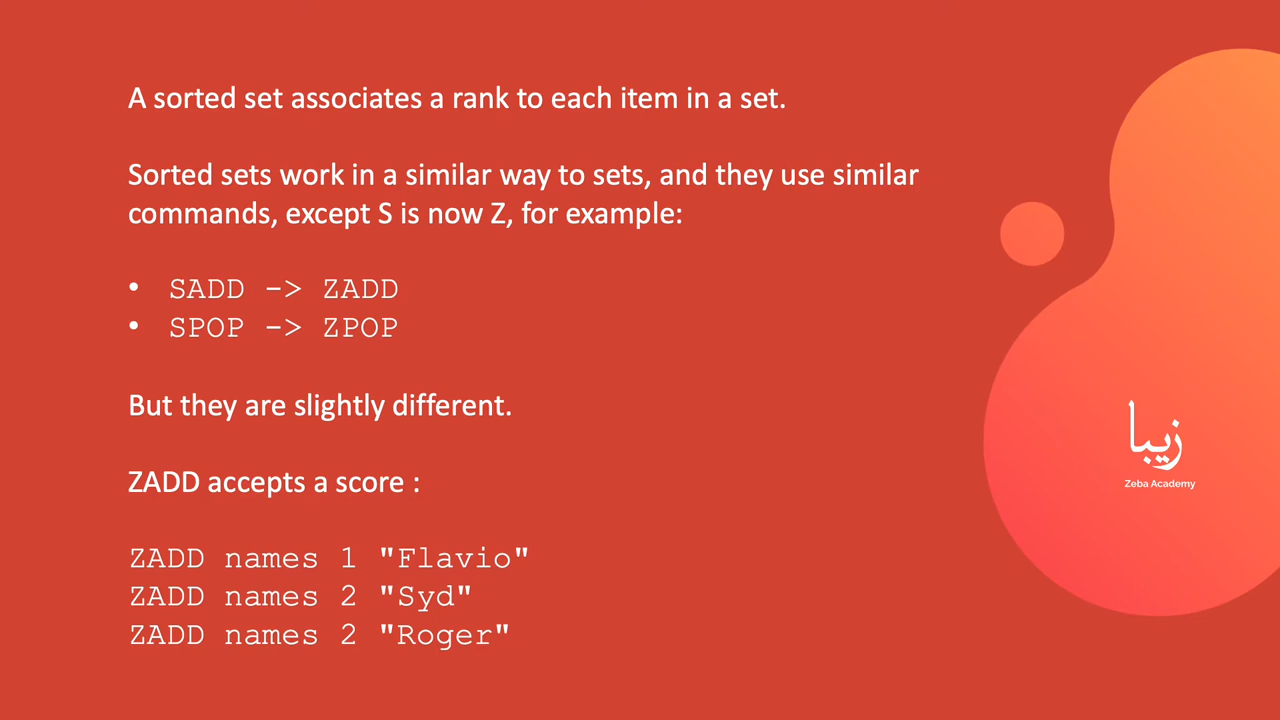 A sorted set associates a rank to each item in a set.
Sorted sets work in a similar way to sets, and they use similar
commands, except S is now Z, for example:
• SADD -> ZADD
• SPOP -> ZPOP
But they are slightly different.
ZADD accepts a score :
ZADD names 1 "Flavio"
ZADD names 2 "Syd"
ZADD names 2 "Roger"
زيبا
Zeba Academy